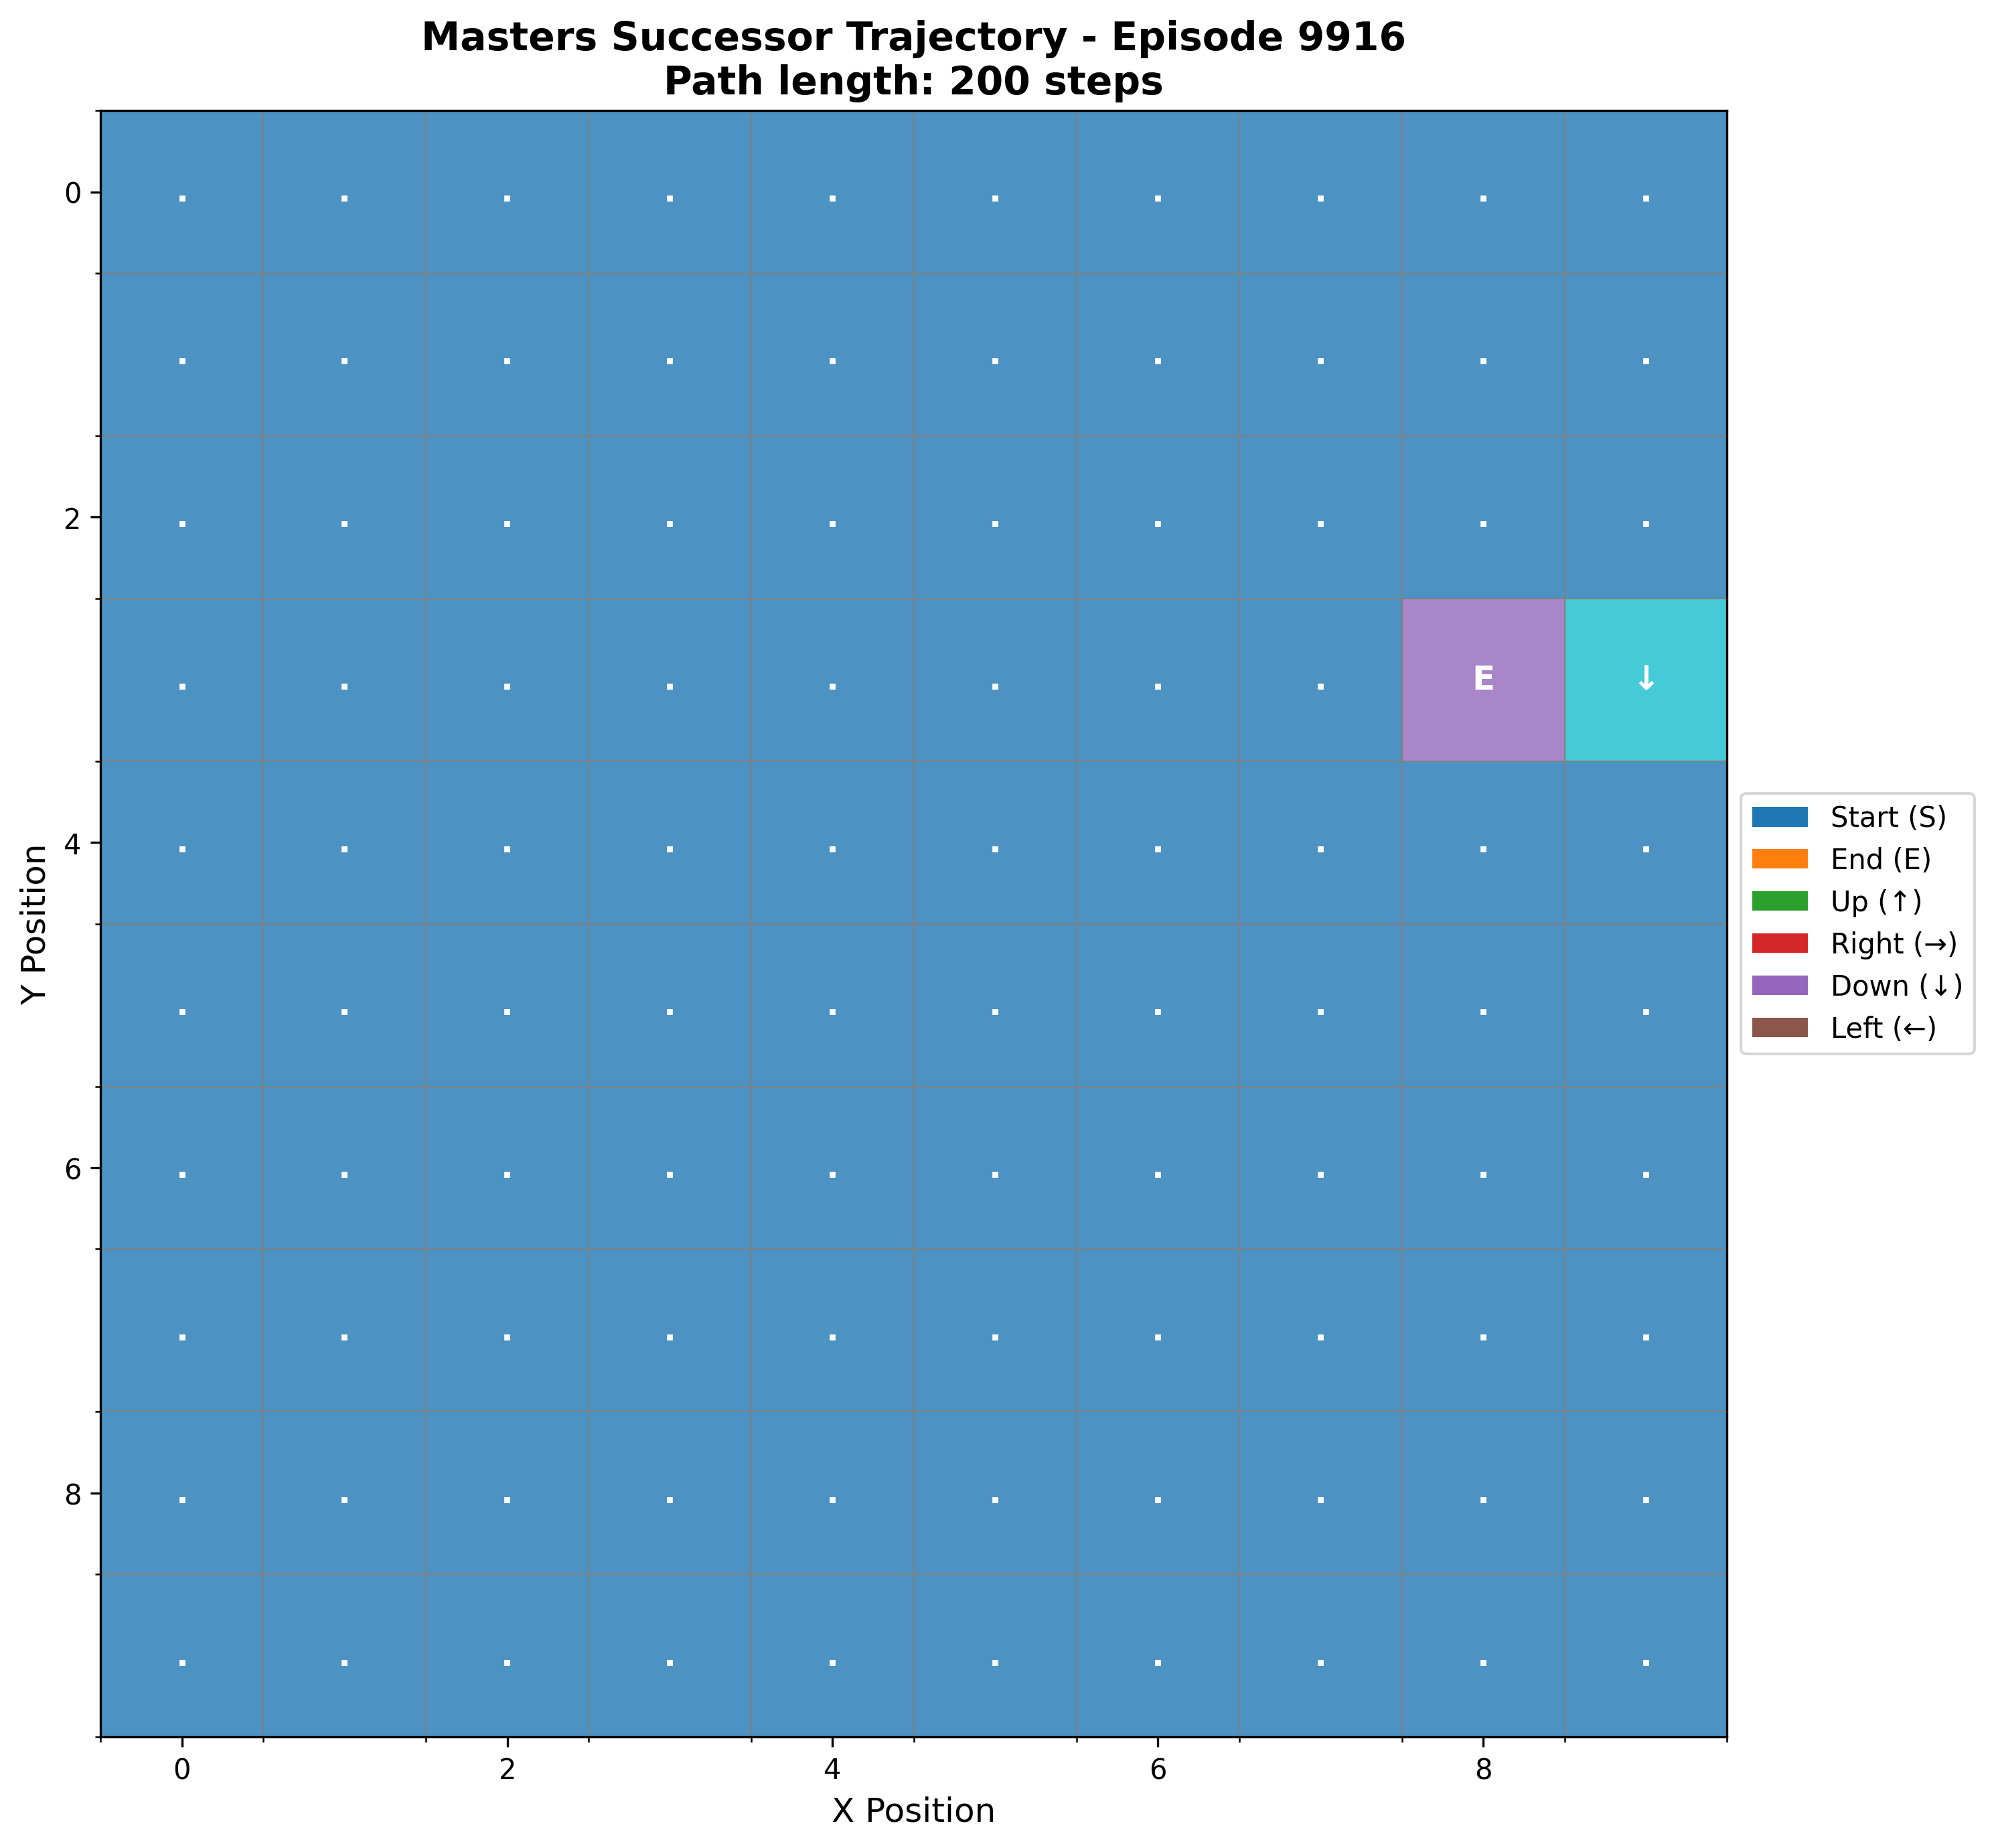 Masters Successor Trajectory - Episode 9916
Path length: 200 steps
0
2
E ↓
4
6
8
Y Position
0 2 4 6 8
X Position
Start (S)
End (E)
Up (↑)
Right (→)
Down (↓)
Left (←)